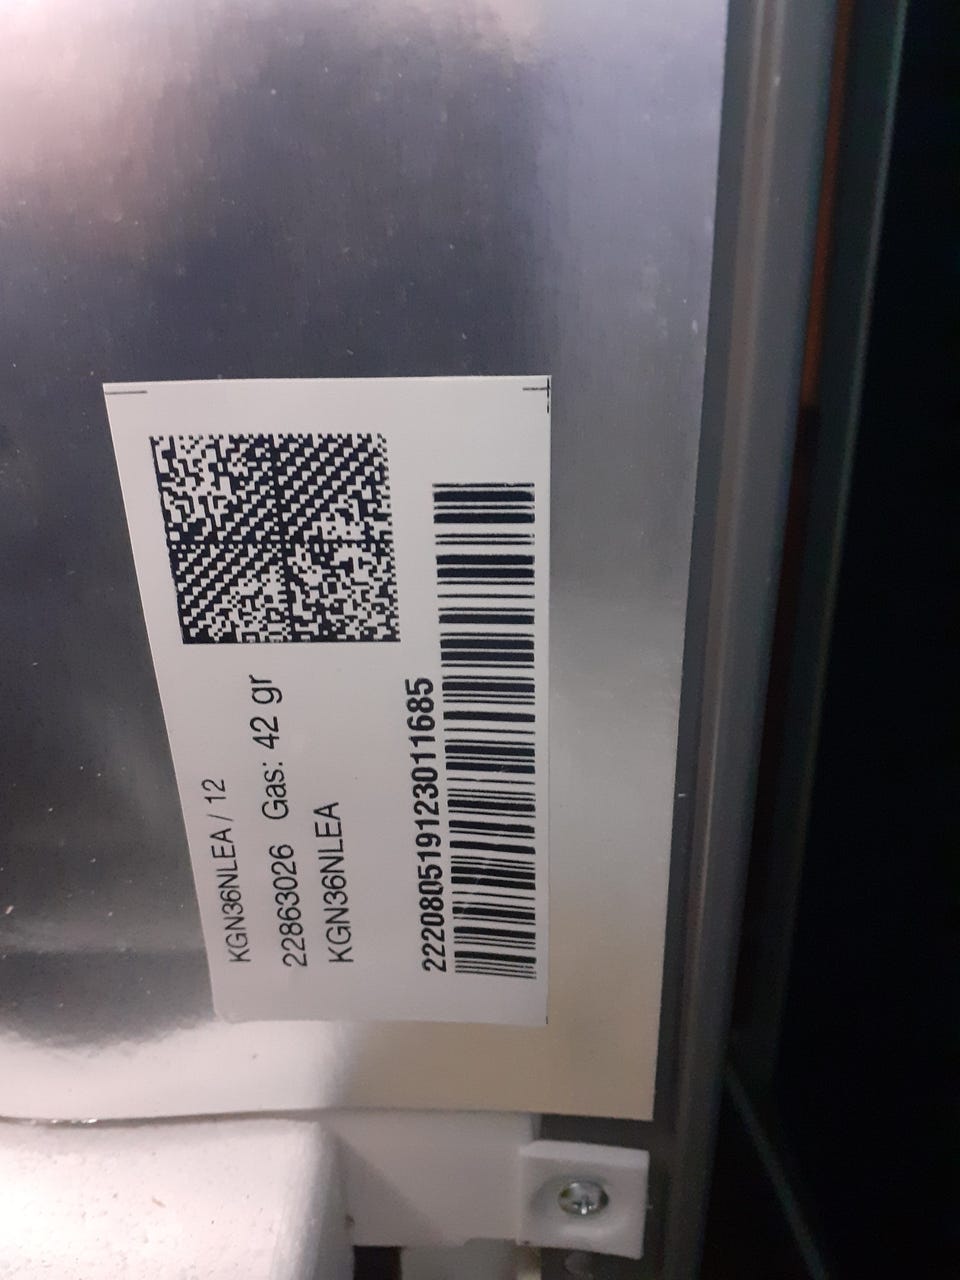 KGN36NLEA / 12
22863026 Gas: 42 gr
KGN36NLEA
222080519123011685